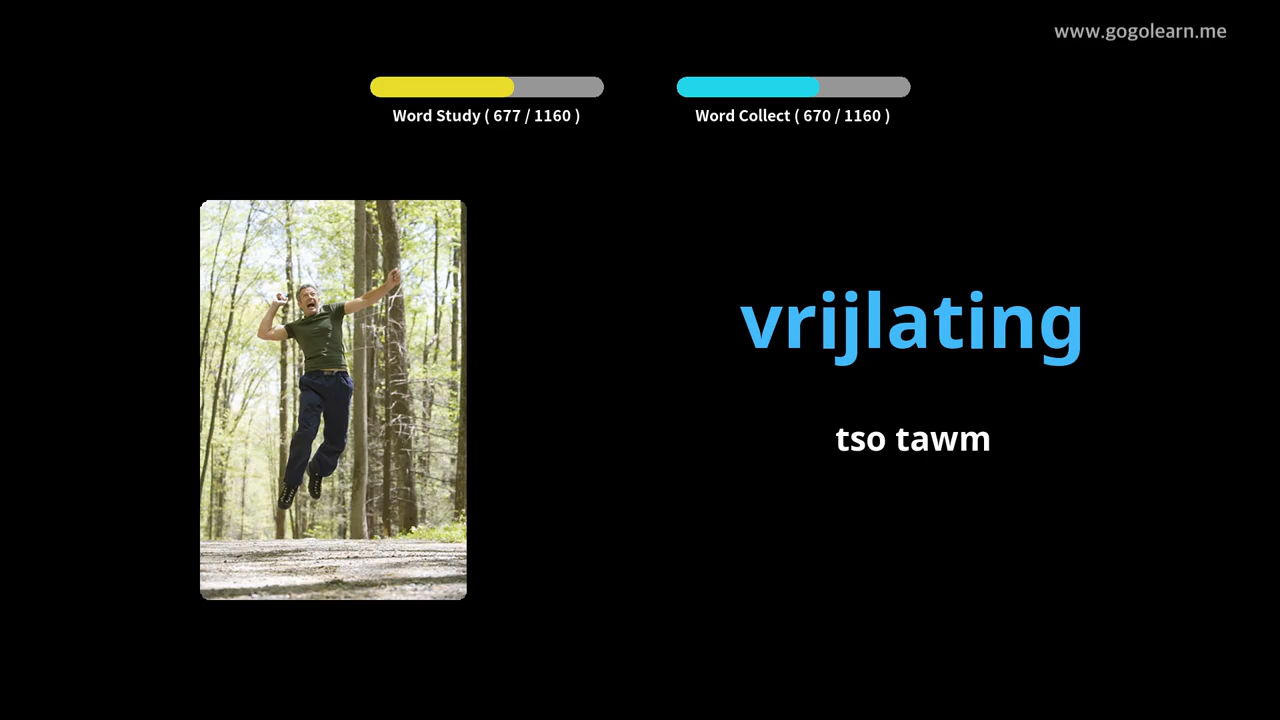 www.gogolearn.me
Word Study ( 677 / 1160 )
Word Collect ( 670 / 1160 )
vrijlating
tso tawm